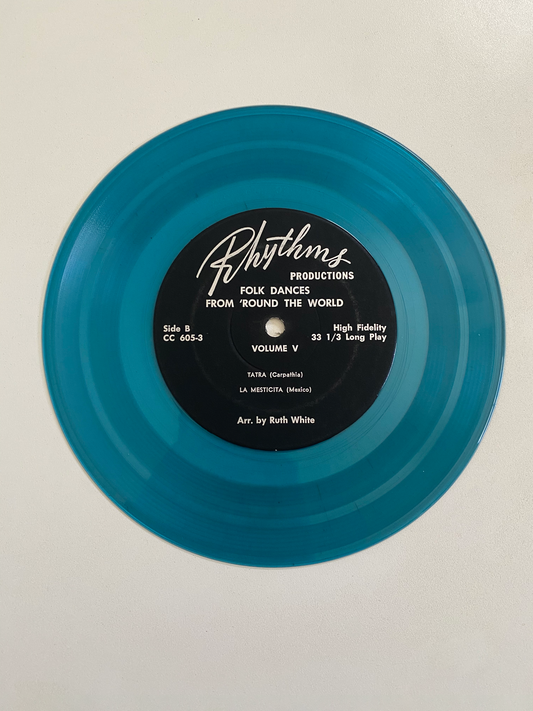 Rhythms
PRODUCTIONS
FOLK DANCES
FROM 'ROUND THE WORLD
Side B
CC 605-3
High Fidelity
33 1/3 Long Play
VOLUME V
TATRA (Carpathia)
LA MESTICITA (Mexico)
Arr. by Ruth White